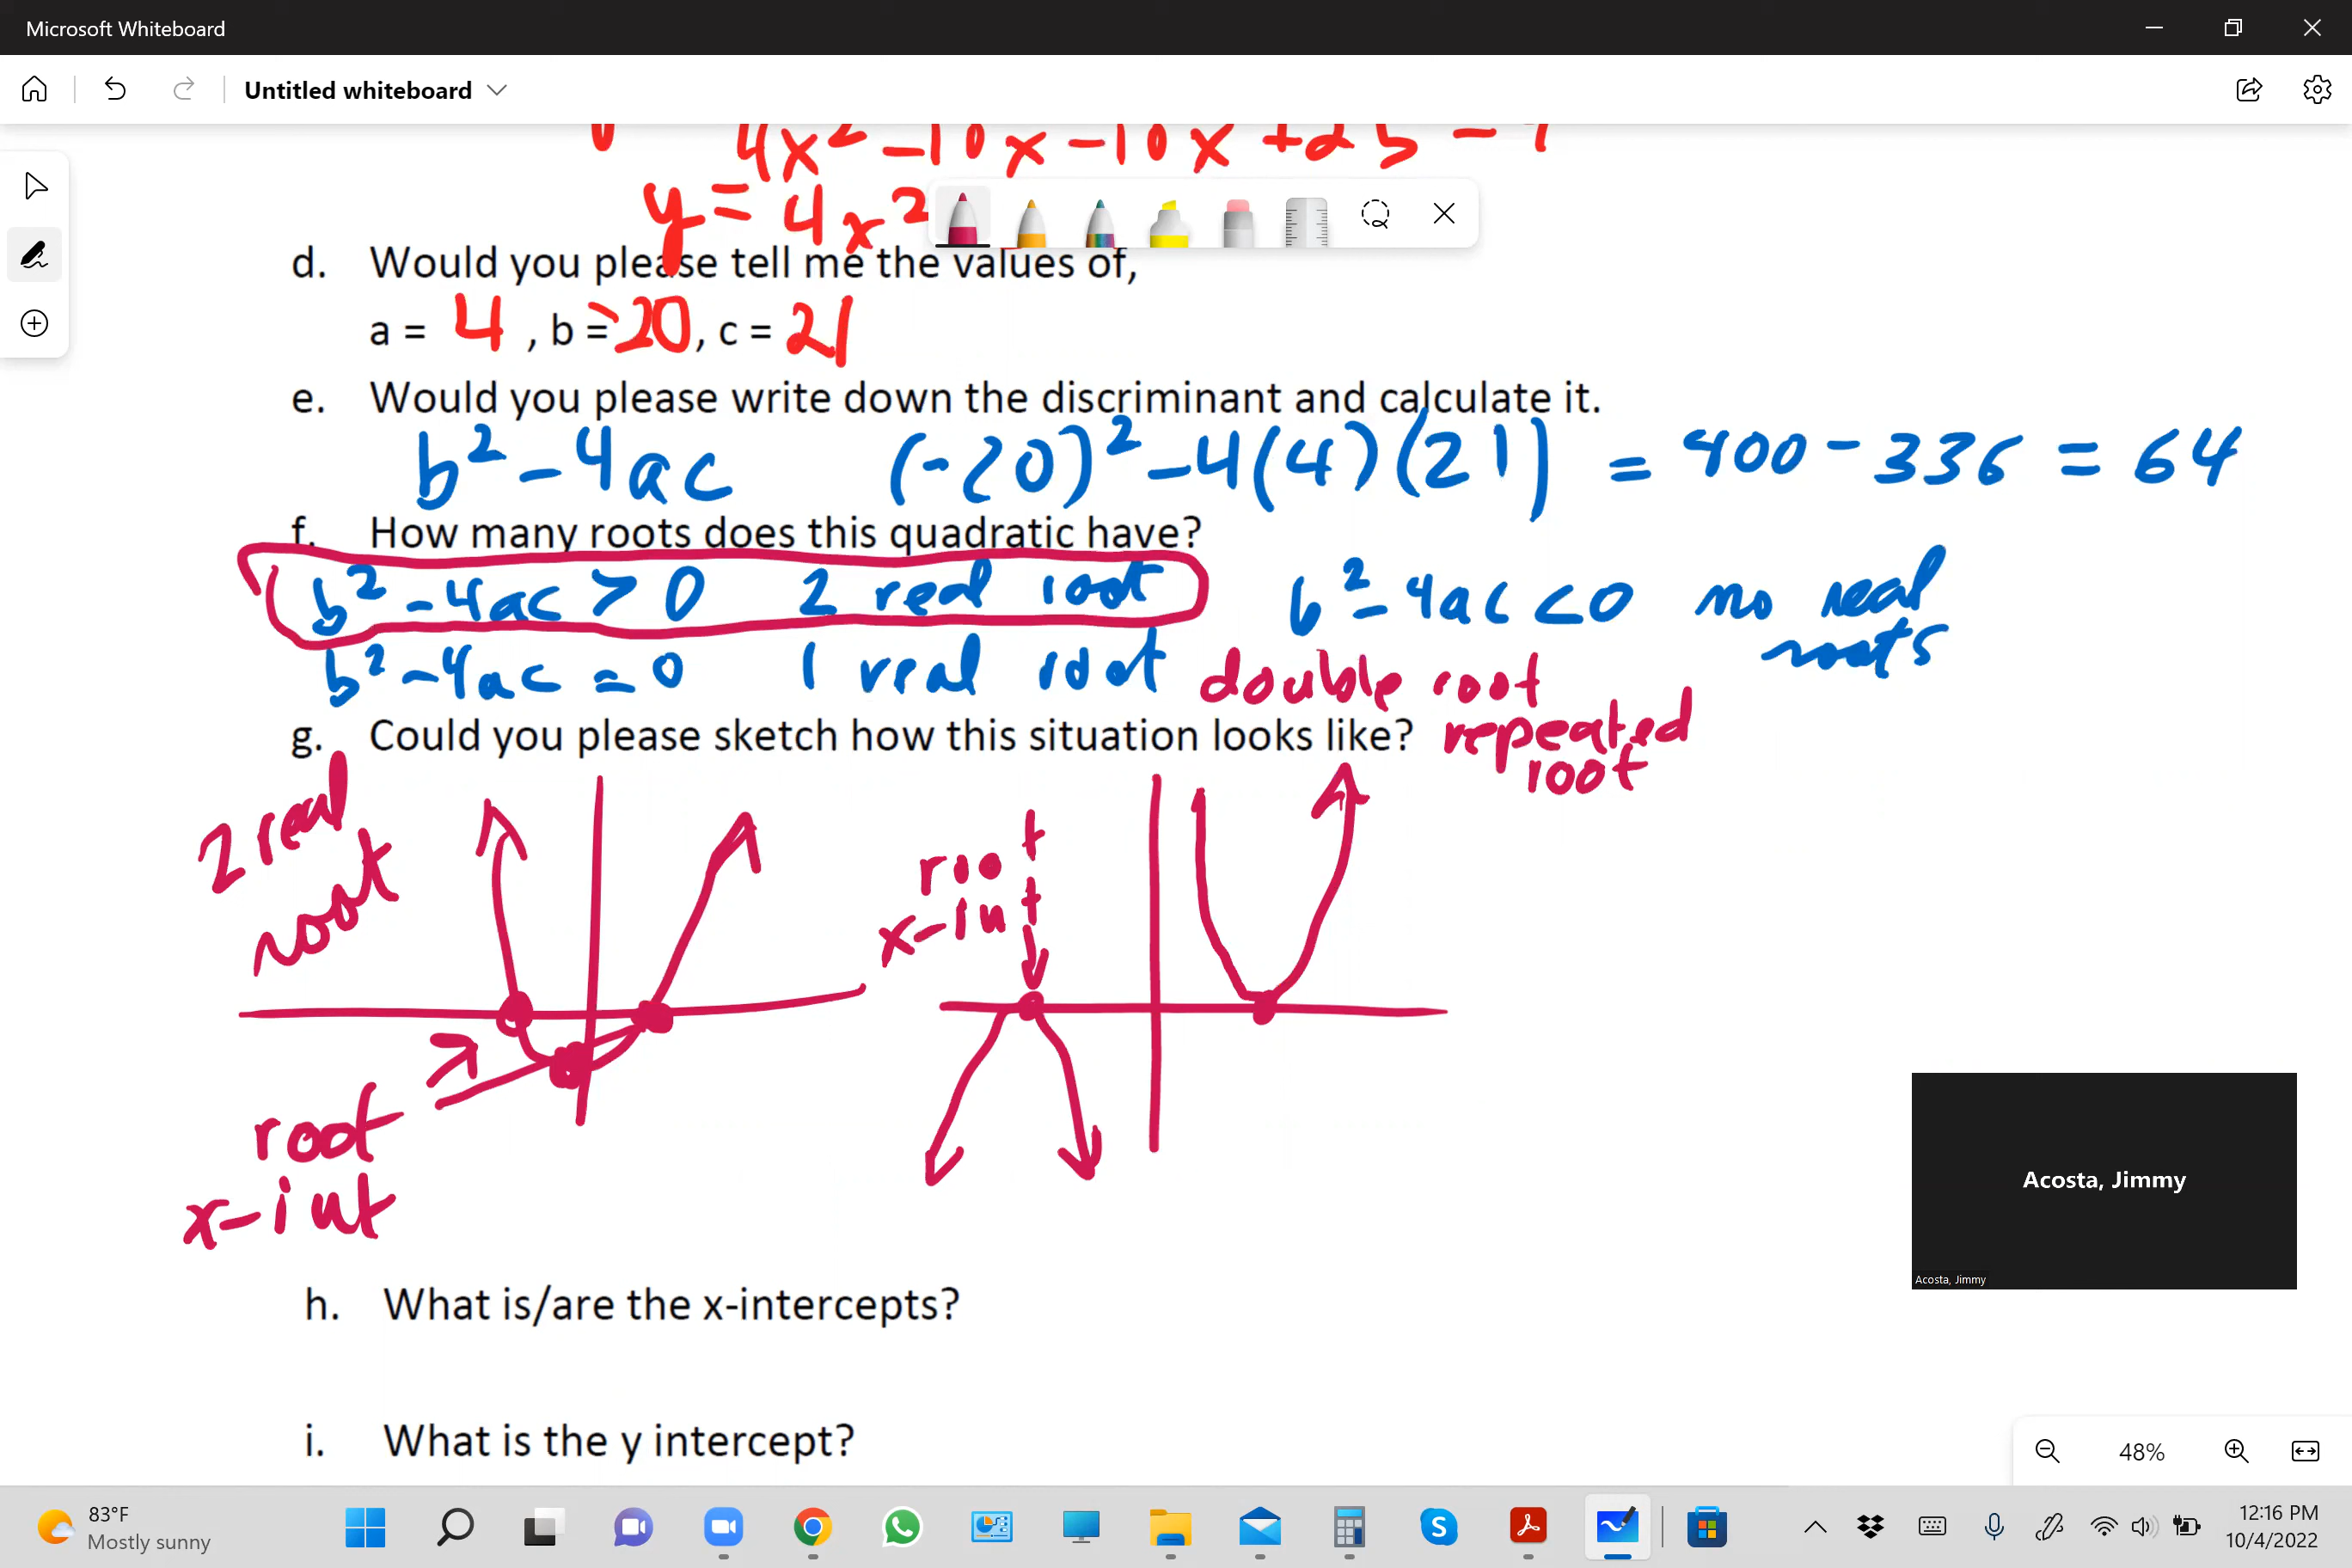 Microsoft Whiteboard
Untitled whiteboard
4x² -10x -10x +25 -
y = 4x²
d. Would you please tell me the values of,
a = 4 , b = -20, c = 21
e. Would you please write down the discriminant and calculate it.
b² - 4ac (-20)² - 4(4)(21) = 400 - 336 = 64
f. How many roots does this quadratic have?
b² - 4ac > 0 2 real root b² - 4ac < 0 no real
roots
b² - 4ac = 0 1 real root double root
g. Could you please sketch how this situation looks like? repeated
root
2 real
root
root
x-int
root
x-int
Acosta, Jimmy
Acosta, Jimmy
h. What is/are the x-intercepts?
i. What is the y intercept?
48%
83°F
Mostly sunny
12:16 PM
10/4/2022